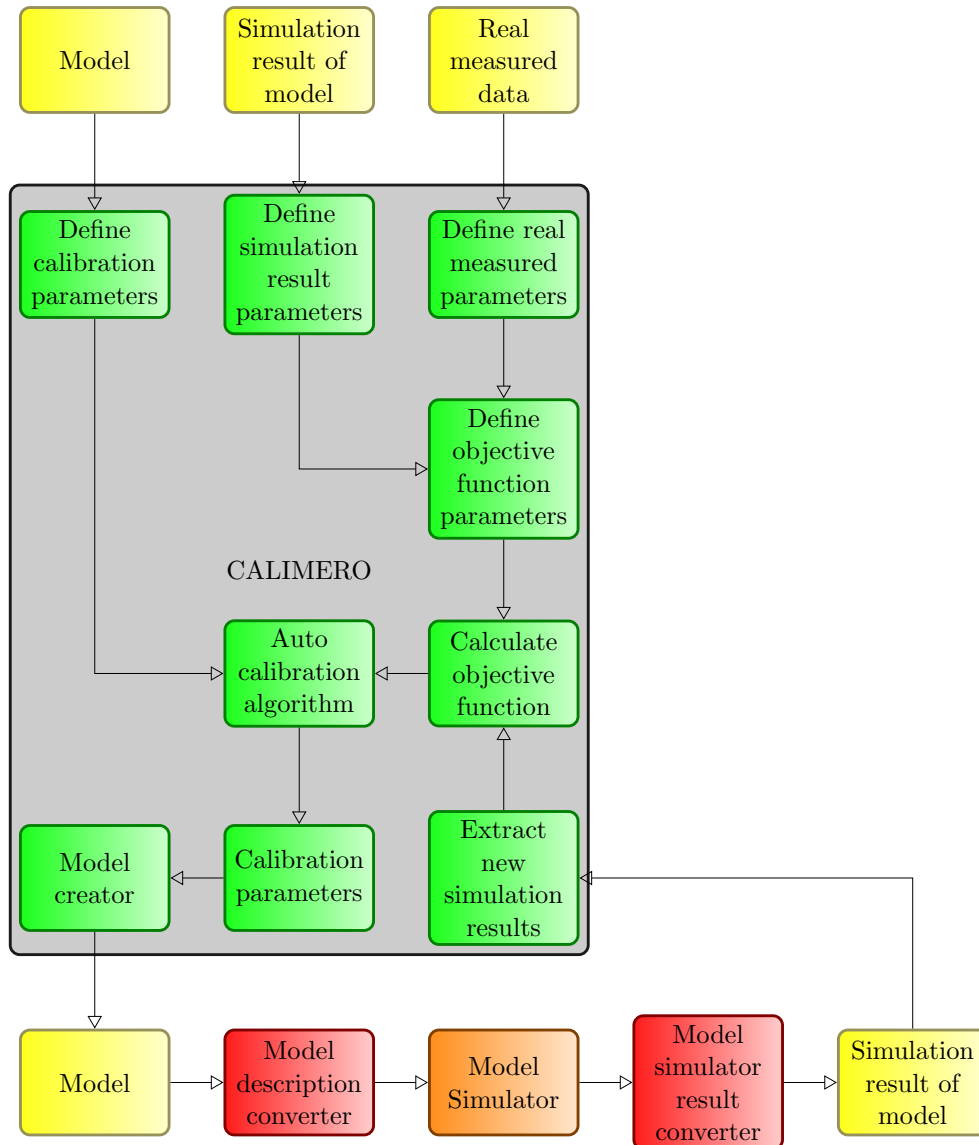 Model
Simulation
result of
model
Real
measured
data
Define
calibration
parameters
Define
simulation
result
parameters
Define real
measured
parameters
Define
objective
function
parameters
CALIMERO
Auto
calibration
algorithm
Calculate
objective
function
Model
creator
Calibration
parameters
Extract
new
simulation
results
Model
Model
description
converter
Model
Simulator
Model
simulator
result
converter
Simulation
result of
model